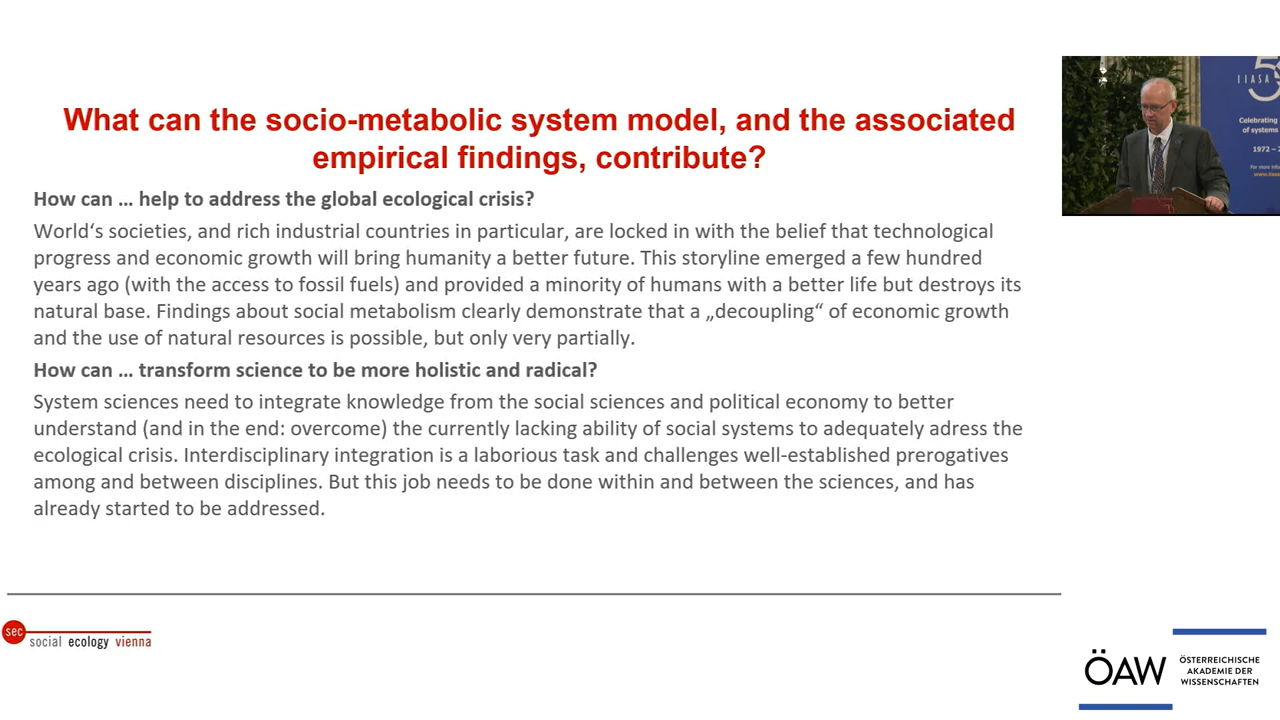 What can the socio-metabolic system model, and the associated
empirical findings, contribute?
How can … help to address the global ecological crisis?
World‘s societies, and rich industrial countries in particular, are locked in with the belief that technological
progress and economic growth will bring humanity a better future. This storyline emerged a few hundred
years ago (with the access to fossil fuels) and provided a minority of humans with a better life but destroys its
natural base. Findings about social metabolism clearly demonstrate that a „decoupling“ of economic growth
and the use of natural resources is possible, but only very partially.
How can … transform science to be more holistic and radical?
System sciences need to integrate knowledge from the social sciences and political economy to better
understand (and in the end: overcome) the currently lacking ability of social systems to adequately adress the
ecological crisis. Interdisciplinary integration is a laborious task and challenges well-established prerogatives
among and between disciplines. But this job needs to be done within and between the sciences, and has
already started to be addressed.
IIASA
Celebrating
of systems
1972 – 2
www.iiasa
sec
social ecology vienna
ÖAW
ÖSTERREICHISCHE
AKADEMIE DER
WISSENSCHAFTEN